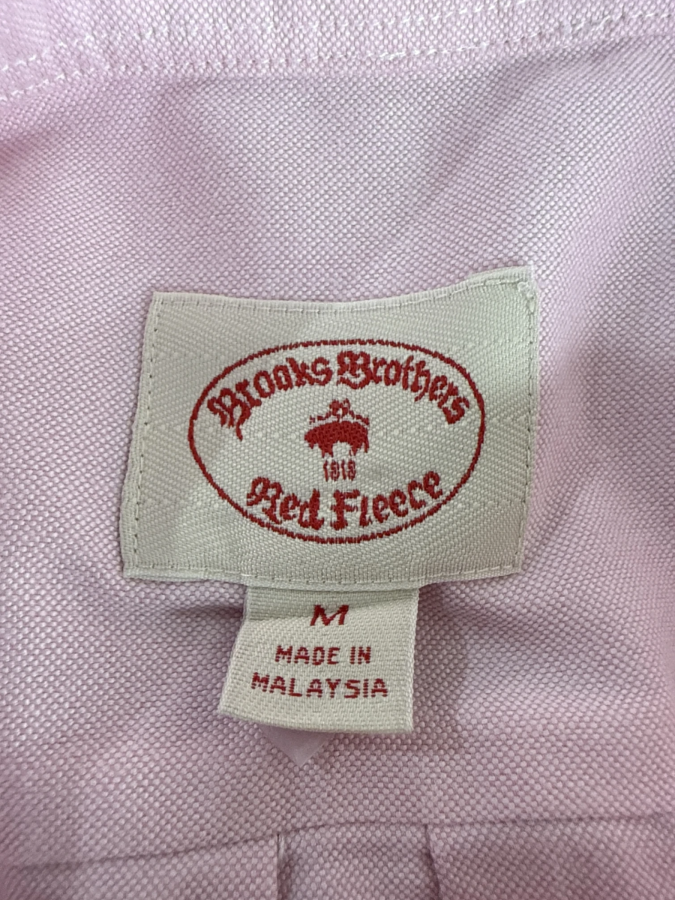 Brooks Brothers
1818
Red Fleece
M
MADE IN
MALAYSIA